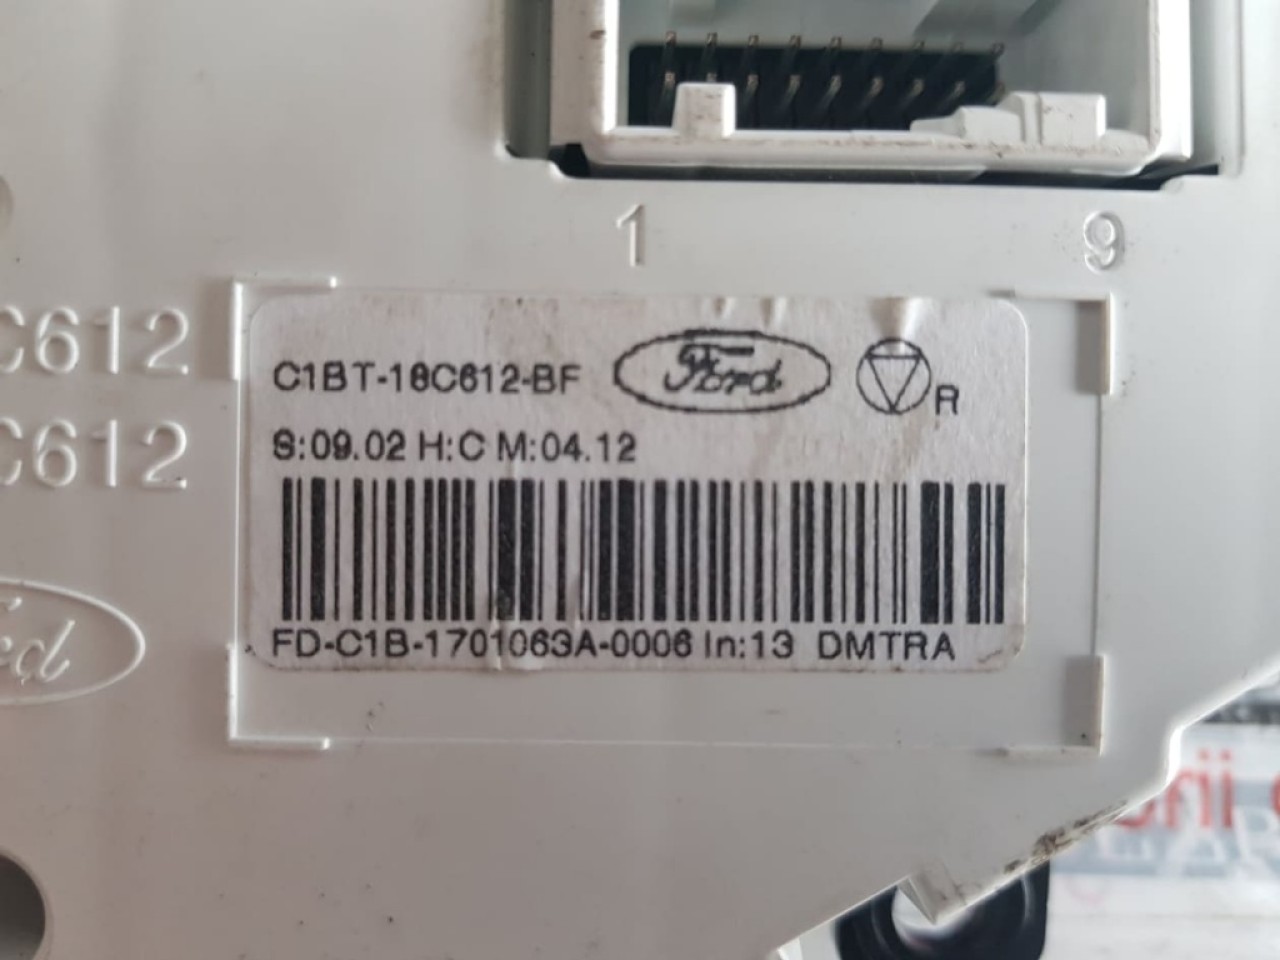 1 9
C612
C612
C1BT-18C612-BF Ford R
S:09.02 H:C M:04.12
FD-C1B-1701063A-0006 In:13 DMTRA